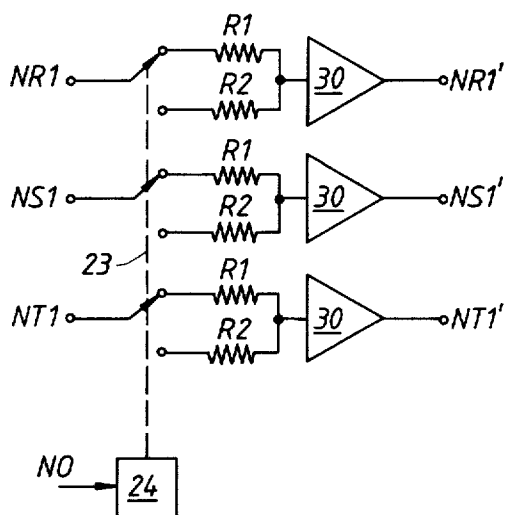 R1
NR1 30 NR1'
R2
R1
NS1 30 NS1'
R2
23
R1
NT1 30 NT1'
R2
NO
24